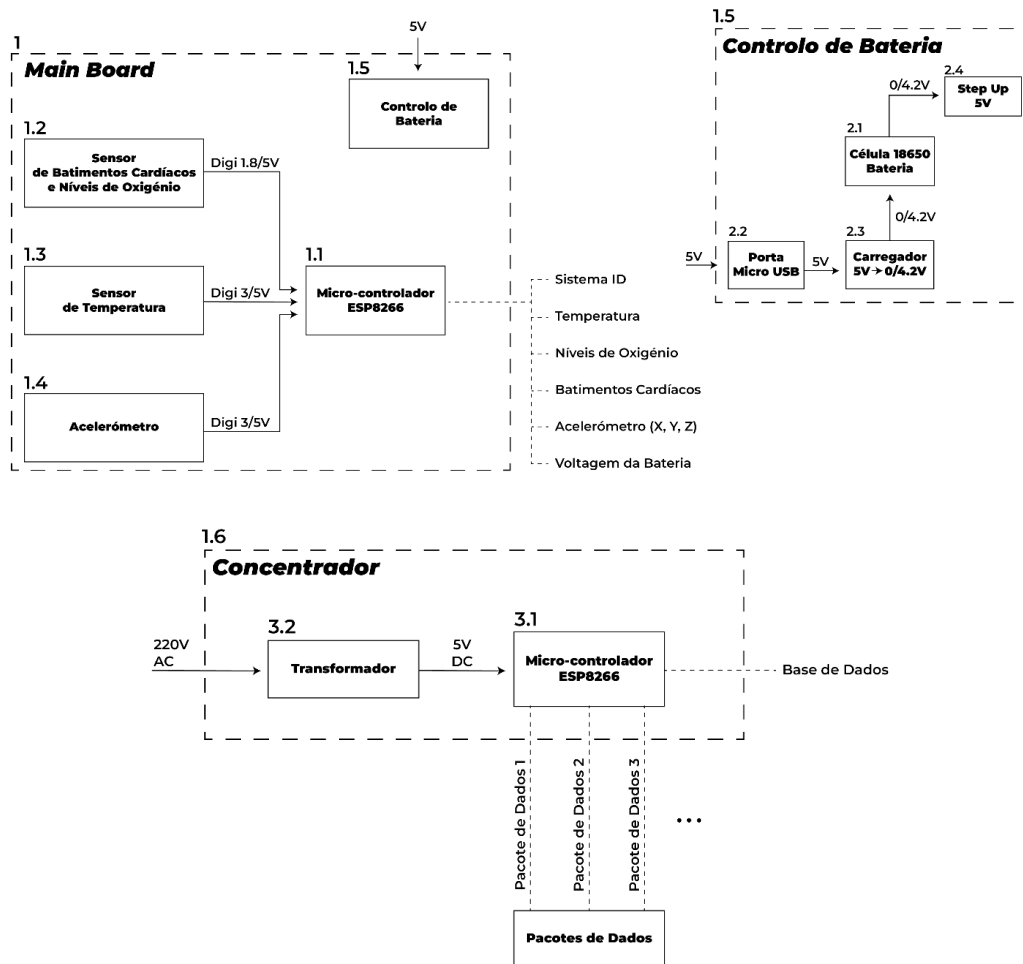 1
Main Board
5V
1.5
Controlo de
Bateria
1.2
Sensor
de Batimentos Cardíacos
e Níveis de Oxigénio
Digi 1.8/5V
1.3
Sensor
de Temperatura
Digi 3/5V
1.1
Micro-controlador
ESP8266
1.4
Acelerómetro
Digi 3/5V
Sistema ID
Temperatura
Níveis de Oxigénio
Batimentos Cardíacos
Acelerómetro (X, Y, Z)
Voltagem da Bateria
1.5
Controlo de Bateria
2.4
Step Up
5V
0/4.2V
2.1
Célula 18650
Bateria
0/4.2V
5V
2.2
Porta
Micro USB
5V
2.3
Carregador
5V→0/4.2V
1.6
Concentrador
220V
AC
3.2
Transformador
5V
DC
3.1
Micro-controlador
ESP8266
Base de Dados
Pacote de Dados 1
Pacote de Dados 2
Pacote de Dados 3
...
Pacotes de Dados